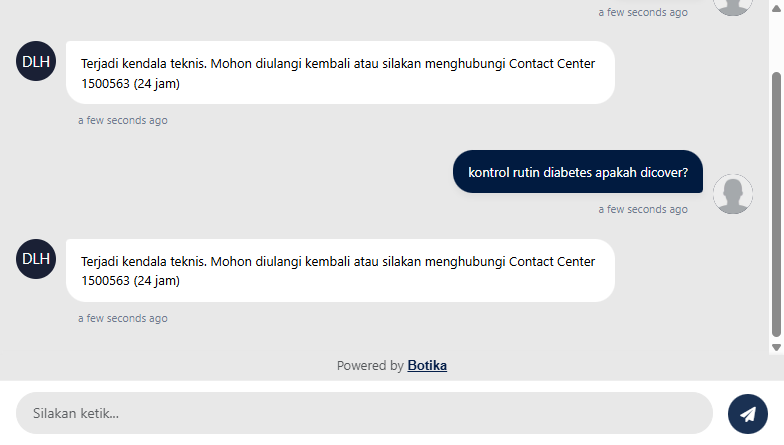 a few seconds ago
DLH
Terjadi kendala teknis. Mohon diulangi kembali atau silakan menghubungi Contact Center
1500563 (24 jam)
a few seconds ago
kontrol rutin diabetes apakah dicover?
a few seconds ago
DLH
Terjadi kendala teknis. Mohon diulangi kembali atau silakan menghubungi Contact Center
1500563 (24 jam)
a few seconds ago
Powered by Botika
Silakan ketik...